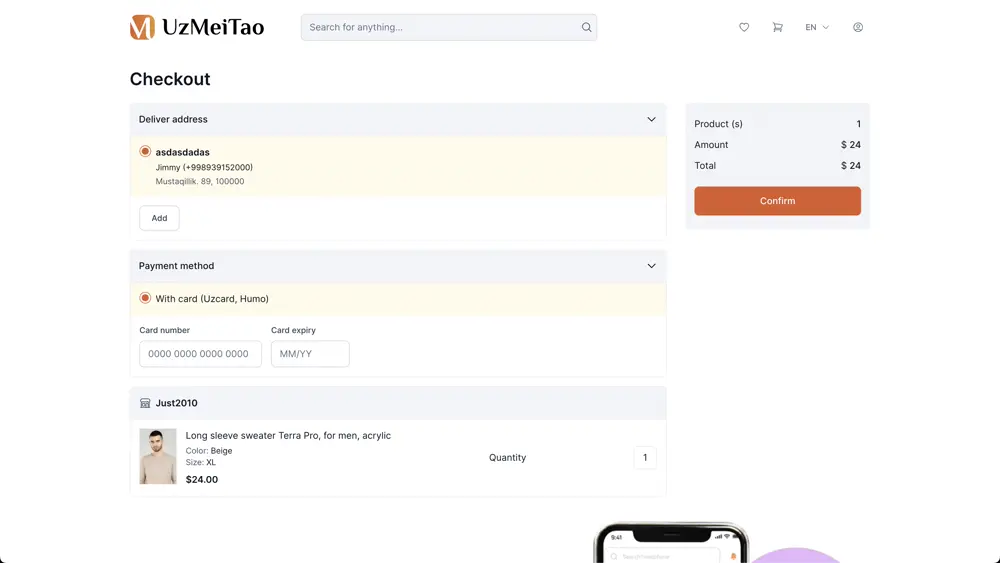 UzMeiTao
Search for anything...
EN
Checkout
Deliver address
asdasdadas
Jimmy (+998939152000)
Mustaqillik. 89, 100000
Add
Payment method
With card (Uzcard, Humo)
Card number
Card expiry
0000 0000 0000 0000
MM/YY
Just2010
Long sleeve sweater Terra Pro, for men, acrylic
Color: Beige
Size: XL
$24.00
Quantity
1
Product (s)
1
Amount
$ 24
Total
$ 24
Confirm
9:41